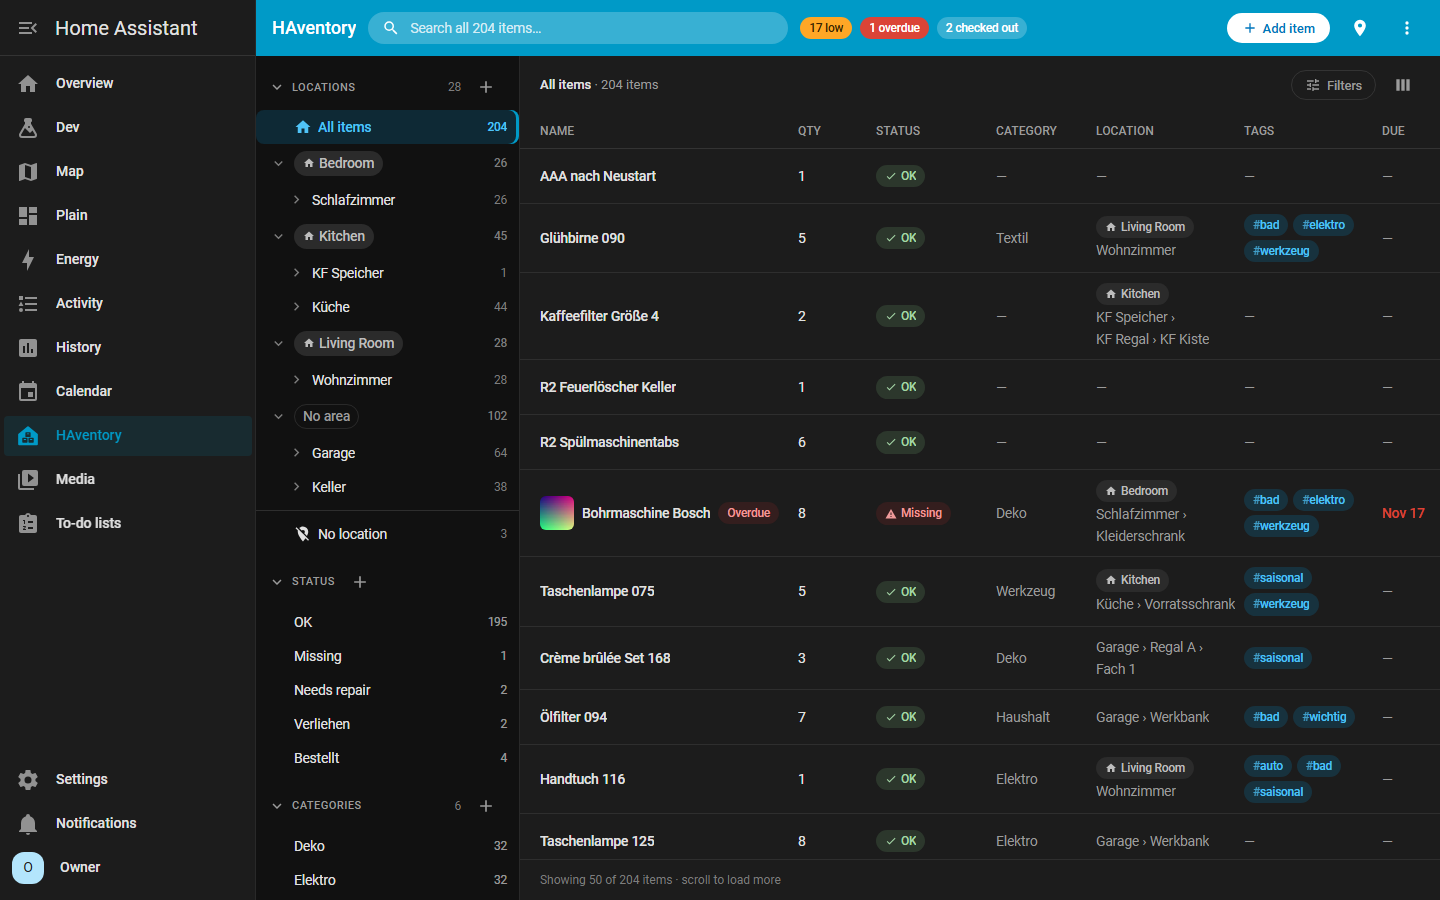 Home Assistant
Overview
Dev
Map
Plain
Energy
Activity
History
Calendar
HAventory
Media
To-do lists
Settings
Notifications
O Owner
HAventory
Search all 204 items...
17 low
1 overdue
2 checked out
Add item
LOCATIONS 28
All items 204
Bedroom 26
Schlafzimmer 26
Kitchen 45
KF Speicher 1
Küche 44
Living Room 28
Wohnzimmer 28
No area 102
Garage 64
Keller 38
No location 3
STATUS
OK 195
Missing 1
Needs repair 2
Verliehen 2
Bestellt 4
CATEGORIES 6
Deko 32
Elektro 32
All items · 204 items
Filters
NAME QTY STATUS CATEGORY LOCATION TAGS DUE
AAA nach Neustart 1 OK — — — —
Glühbirne 090 5 OK Textil Living Room Wohnzimmer #bad #elektro #werkzeug —
Kaffeefilter Größe 4 2 OK — Kitchen KF Speicher › KF Regal › KF Kiste — —
R2 Feuerlöscher Keller 1 OK — — — —
R2 Spülmaschinentabs 6 OK — — — —
Bohrmaschine Bosch Overdue 8 Missing Deko Bedroom Schlafzimmer › Kleiderschrank #bad #elektro #werkzeug Nov 17
Taschenlampe 075 5 OK Werkzeug Kitchen Küche › Vorratsschrank #saisonal #werkzeug —
Crème brûlée Set 168 3 OK Deko Garage › Regal A › Fach 1 #saisonal —
Ölfilter 094 7 OK Haushalt Garage › Werkbank #bad #wichtig —
Handtuch 116 1 OK Elektro Living Room Wohnzimmer #auto #bad #saisonal —
Taschenlampe 125 8 OK Elektro Garage › Werkbank — —
Showing 50 of 204 items · scroll to load more